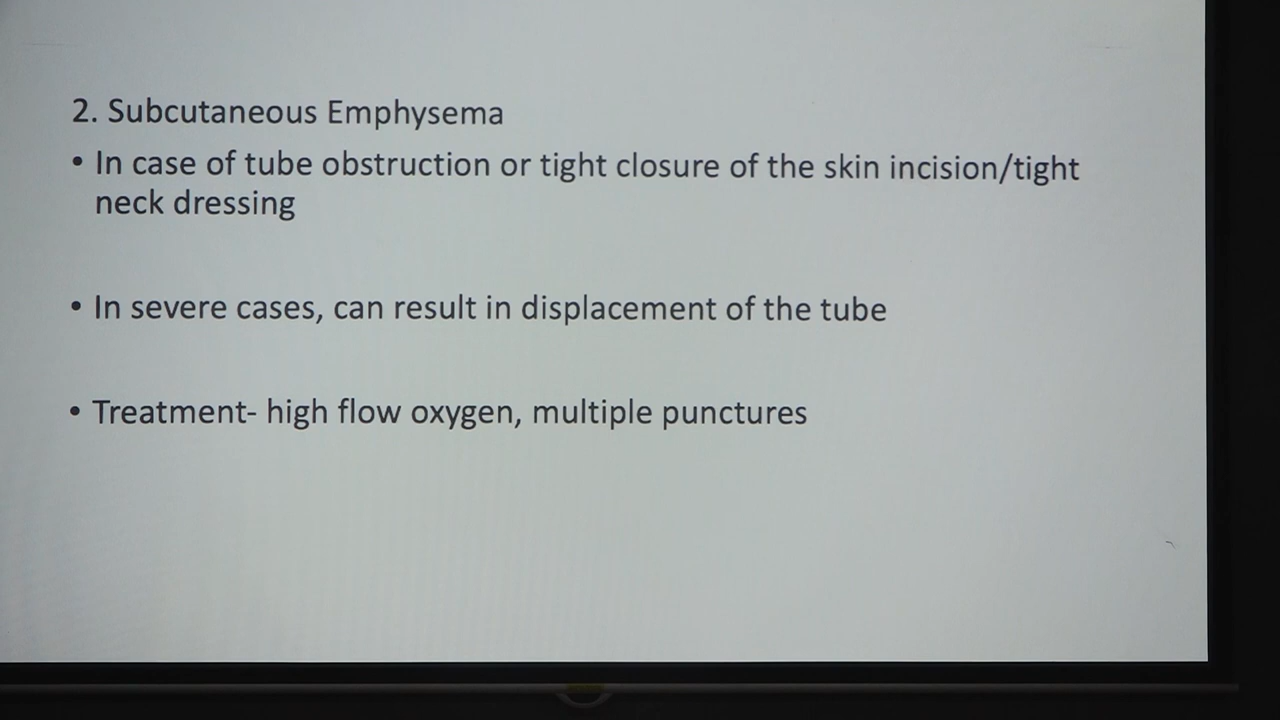 2. Subcutaneous Emphysema
• In case of tube obstruction or tight closure of the skin incision/tight
neck dressing
• In severe cases, can result in displacement of the tube
• Treatment- high flow oxygen, multiple punctures